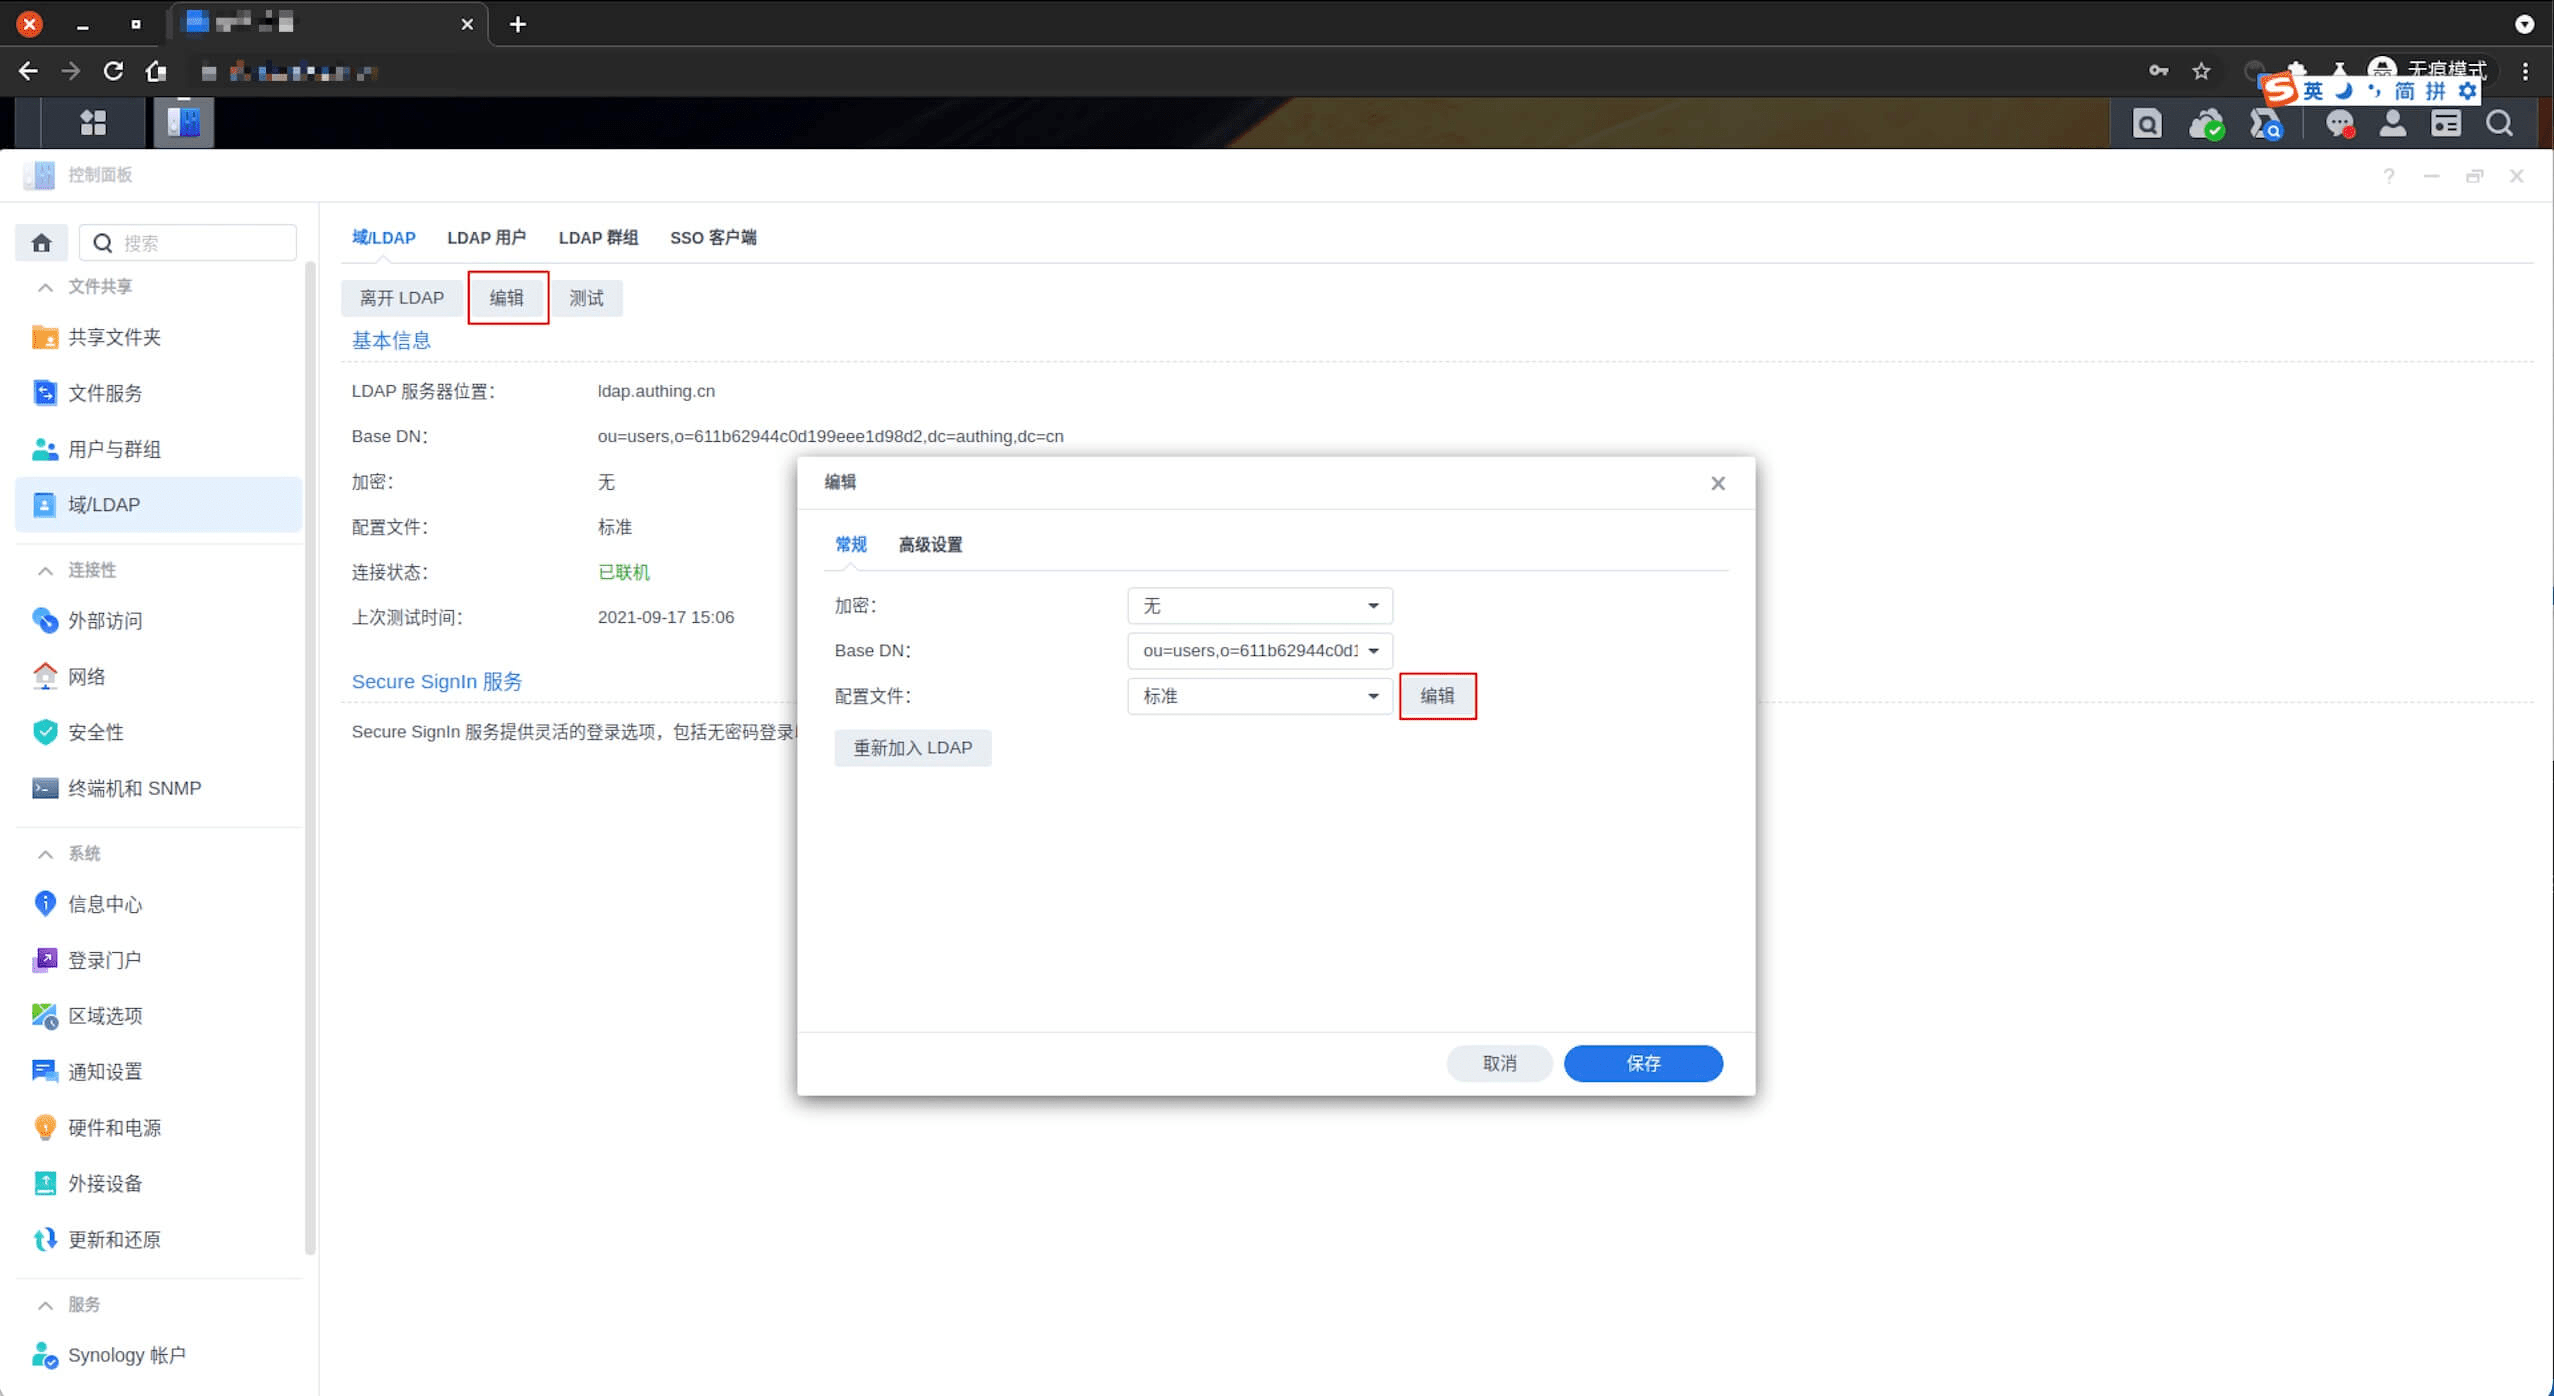 无痕模式
英 简 拼
控制面板
搜索
域/LDAP LDAP 用户 LDAP 群组 SSO 客户端
文件共享
共享文件夹
文件服务
用户与群组
域/LDAP
连接性
外部访问
网络
安全性
终端机和 SNMP
系统
信息中心
登录门户
区域选项
通知设置
硬件和电源
外接设备
更新和还原
服务
Synology 帐户
离开 LDAP 编辑 测试
基本信息
LDAP 服务器位置： ldap.authing.cn
Base DN： ou=users,o=611b62944c0d199eee1d98d2,dc=authing,dc=cn
加密： 无
配置文件： 标准
连接状态： 已联机
上次测试时间： 2021-09-17 15:06
Secure SignIn 服务
Secure SignIn 服务提供灵活的登录选项，包括无密码登录
编辑
常规 高级设置
加密： 无
Base DN： ou=users,o=611b62944c0d1
配置文件： 标准 编辑
重新加入 LDAP
取消 保存